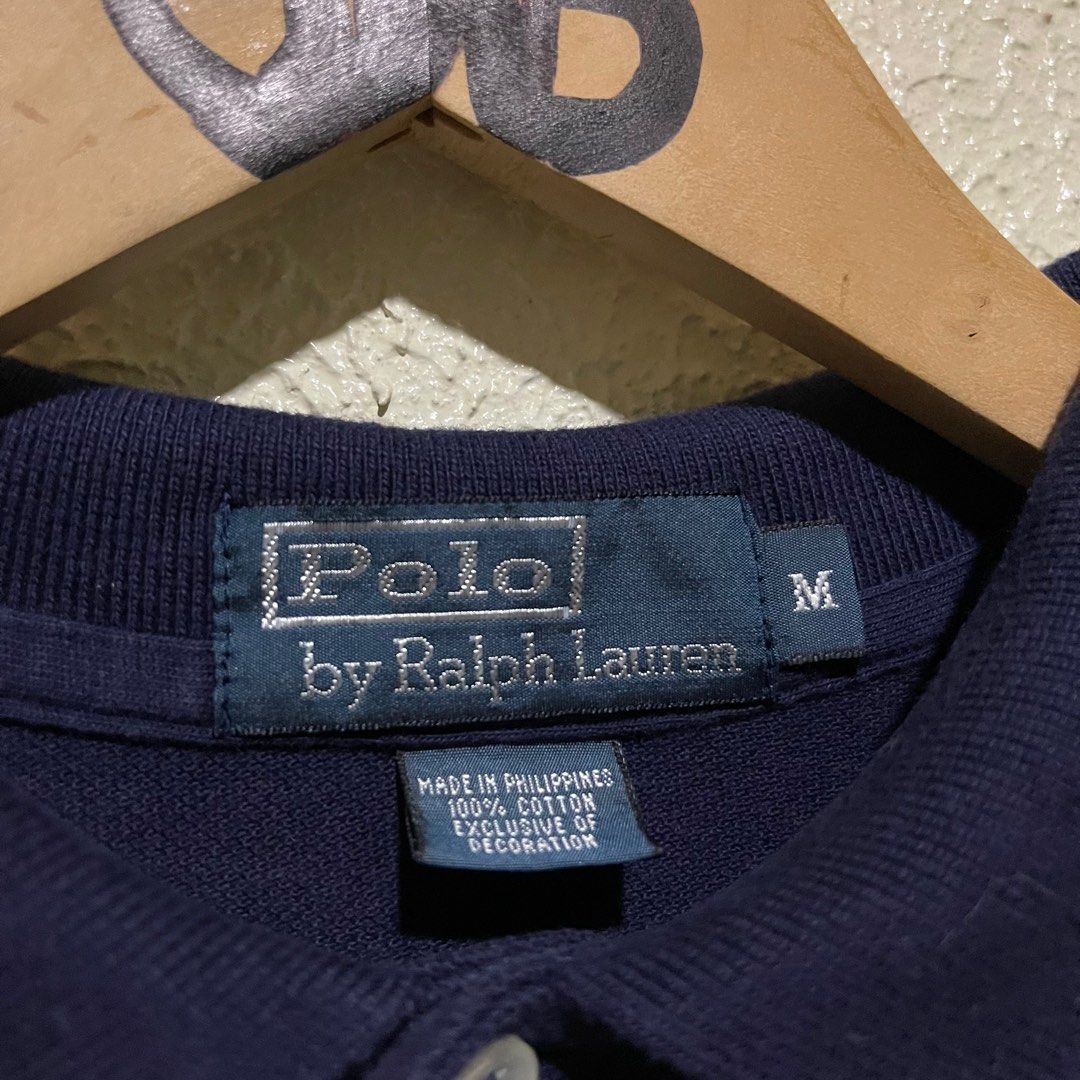 Polo
by Ralph Lauren
M
MADE IN PHILIPPINES
100% COTTON
EXCLUSIVE OF
DECORATION